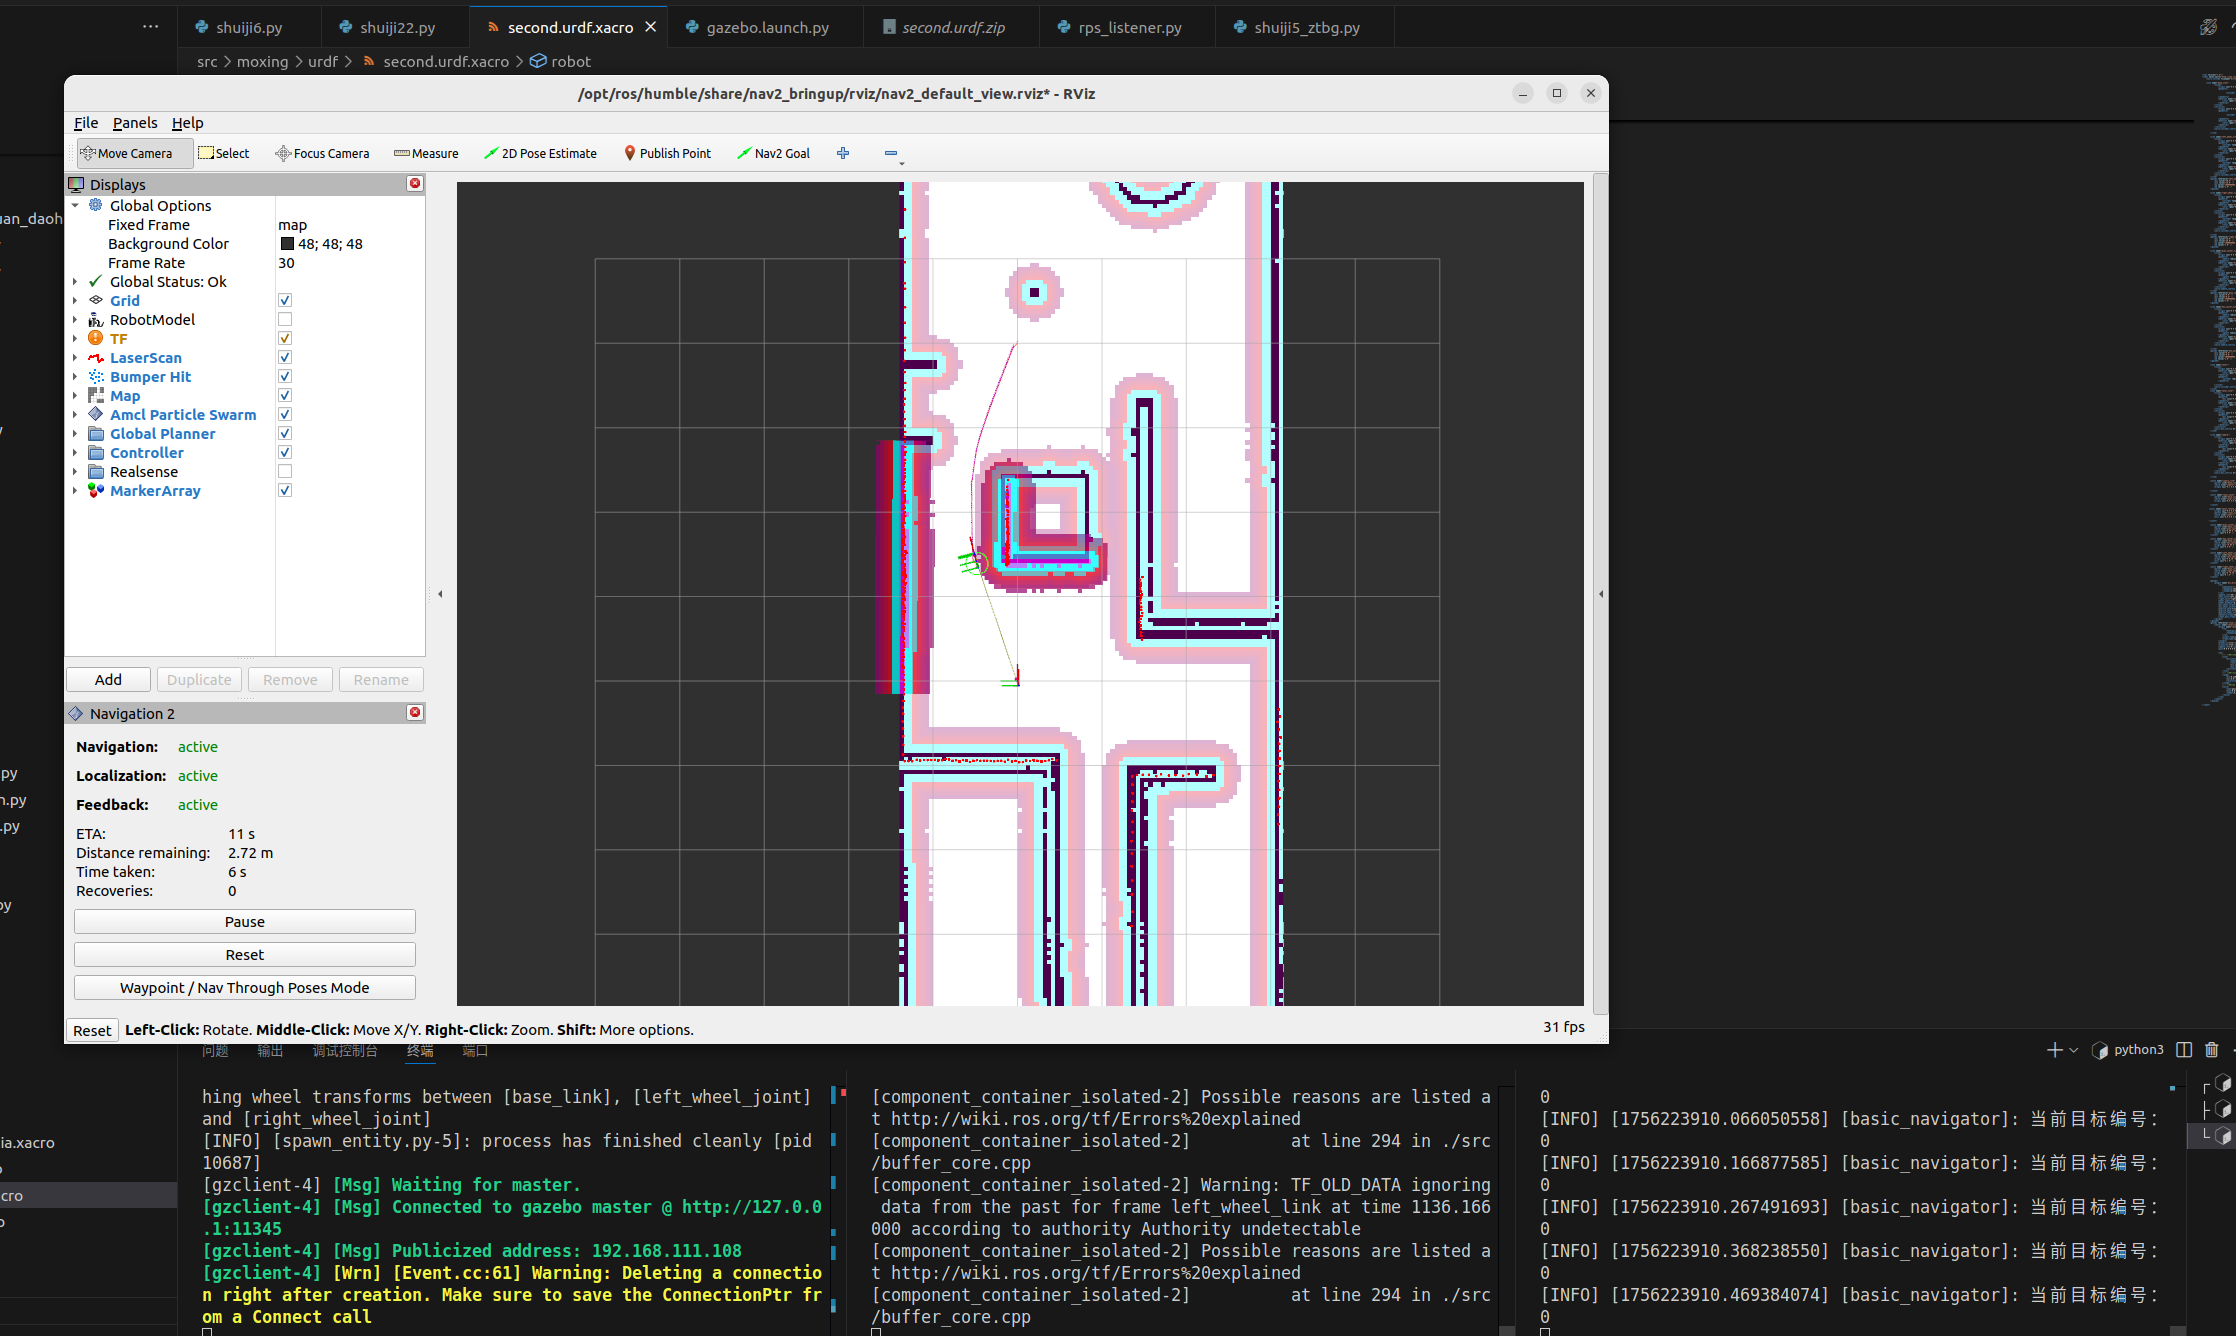 shuiji6.py
shuiji22.py
second.urdf.xacro
gazebo.launch.py
second.urdf.zip
rps_listener.py
shuiji5_ztbg.py
src > moxing > urdf > second.urdf.xacro > robot
/opt/ros/humble/share/nav2_bringup/rviz/nav2_default_view.rviz* - RViz
File Panels Help
Move Camera Select Focus Camera Measure 2D Pose Estimate Publish Point Nav2 Goal
Displays
Global Options
Fixed Frame map
Background Color 48; 48; 48
Frame Rate 30
Global Status: Ok
Grid
RobotModel
TF
LaserScan
Bumper Hit
Map
Amcl Particle Swarm
Global Planner
Controller
Realsense
MarkerArray
Add Duplicate Remove Rename
Navigation 2
Navigation: active
Localization: active
Feedback: active
ETA: 11 s
Distance remaining: 2.72 m
Time taken: 6 s
Recoveries: 0
Pause
Reset
Waypoint / Nav Through Poses Mode
Reset Left-Click: Rotate. Middle-Click: Move X/Y. Right-Click: Zoom. Shift: More options.
31 fps
uan_daoh
py
n.py
.py
py
ia.xacro
cro
问题 输出 调试控制台 终端 端口
python3
hing wheel transforms between [base_link], [left_wheel_joint]
and [right_wheel_joint]
[INFO] [spawn_entity.py-5]: process has finished cleanly [pid
10687]
[gzclient-4] [Msg] Waiting for master.
[gzclient-4] [Msg] Connected to gazebo master @ http://127.0.0
.1:11345
[gzclient-4] [Msg] Publicized address: 192.168.111.108
[gzclient-4] [Wrn] [Event.cc:61] Warning: Deleting a connectio
n right after creation. Make sure to save the ConnectionPtr fr
om a Connect call
[component_container_isolated-2] Possible reasons are listed a
t http://wiki.ros.org/tf/Errors%20explained
[component_container_isolated-2] at line 294 in ./src
/buffer_core.cpp
[component_container_isolated-2] Warning: TF_OLD_DATA ignoring
data from the past for frame left_wheel_link at time 1136.166
000 according to authority Authority undetectable
[component_container_isolated-2] Possible reasons are listed a
t http://wiki.ros.org/tf/Errors%20explained
[component_container_isolated-2] at line 294 in ./src
/buffer_core.cpp
0
[INFO] [1756223910.066050558] [basic_navigator]: 当前目标编号：
0
[INFO] [1756223910.166877585] [basic_navigator]: 当前目标编号：
0
[INFO] [1756223910.267491693] [basic_navigator]: 当前目标编号：
0
[INFO] [1756223910.368238550] [basic_navigator]: 当前目标编号：
0
[INFO] [1756223910.469384074] [basic_navigator]: 当前目标编号：
0